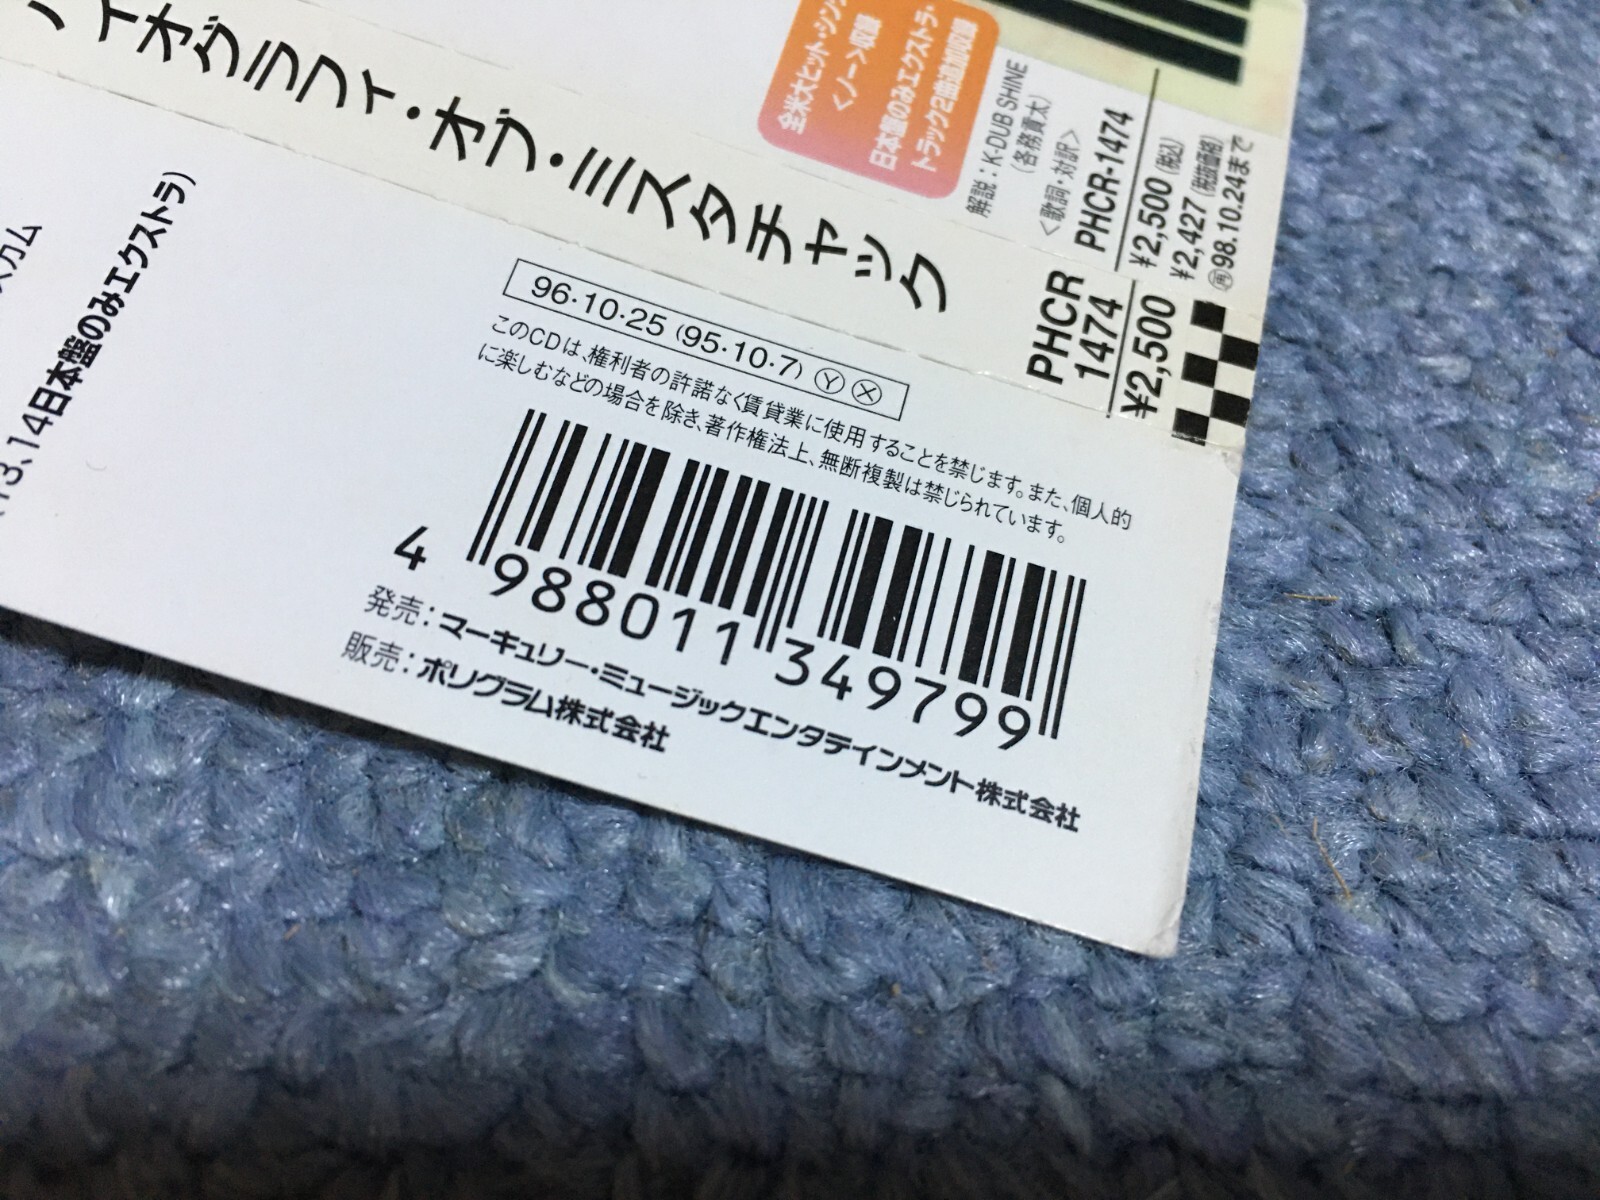 全米大ヒット・シング
<ノー>収録
日本盤のみエクストラ・
トラック2曲追加収録
解説：K-DUB SHINE
(各務貢太)
<歌詞・対訳>
PHCR-1474
¥2,500 (税込)
¥2,427 (税抜価格)
再98.10.24まで
バイオグラフィ・オブ・ミスタチャック
PHCR
1474
¥2,500
スカム
13、14日本盤のみエクストラ)
96・10・25 (95・10・7) Ⓨ Ⓧ
このCDは、権利者の許諾なく賃貸業に使用することを禁じます。また、個人的
に楽しむなどの場合を除き、著作権法上、無断複製は禁じられています。
4 988011 349799
発売：マーキュリー・ミュージックエンタテインメント株式会社
販売：ポリグラム株式会社